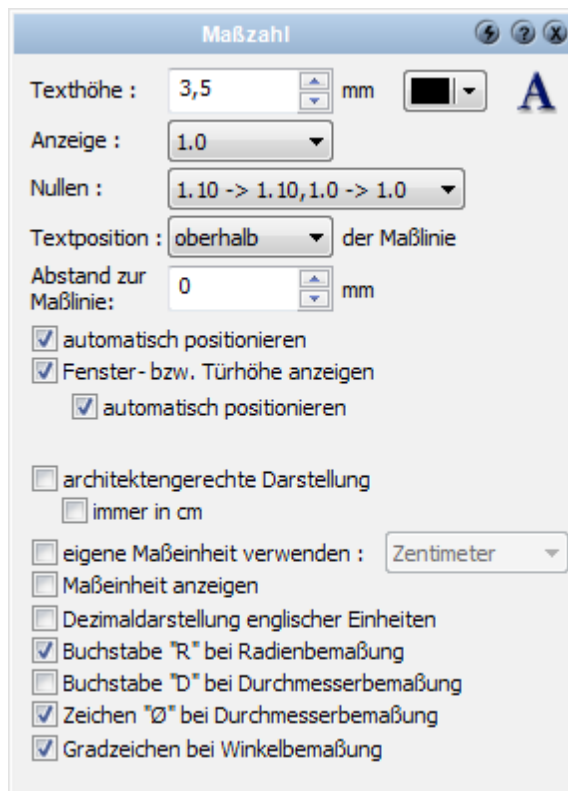 Maßzahl
Texthöhe : 3,5 mm A
Anzeige : 1.0
Nullen : 1.10 -> 1.10,1.0 -> 1.0
Textposition : oberhalb der Maßlinie
Abstand zur
Maßlinie: 0 mm
automatisch positionieren
Fenster- bzw. Türhöhe anzeigen
automatisch positionieren
architektengerechte Darstellung
immer in cm
eigene Maßeinheit verwenden : Zentimeter
Maßeinheit anzeigen
Dezimaldarstellung englischer Einheiten
Buchstabe "R" bei Radienbemaßung
Buchstabe "D" bei Durchmesserbemaßung
Zeichen "Ø" bei Durchmesserbemaßung
Gradzeichen bei Winkelbemaßung